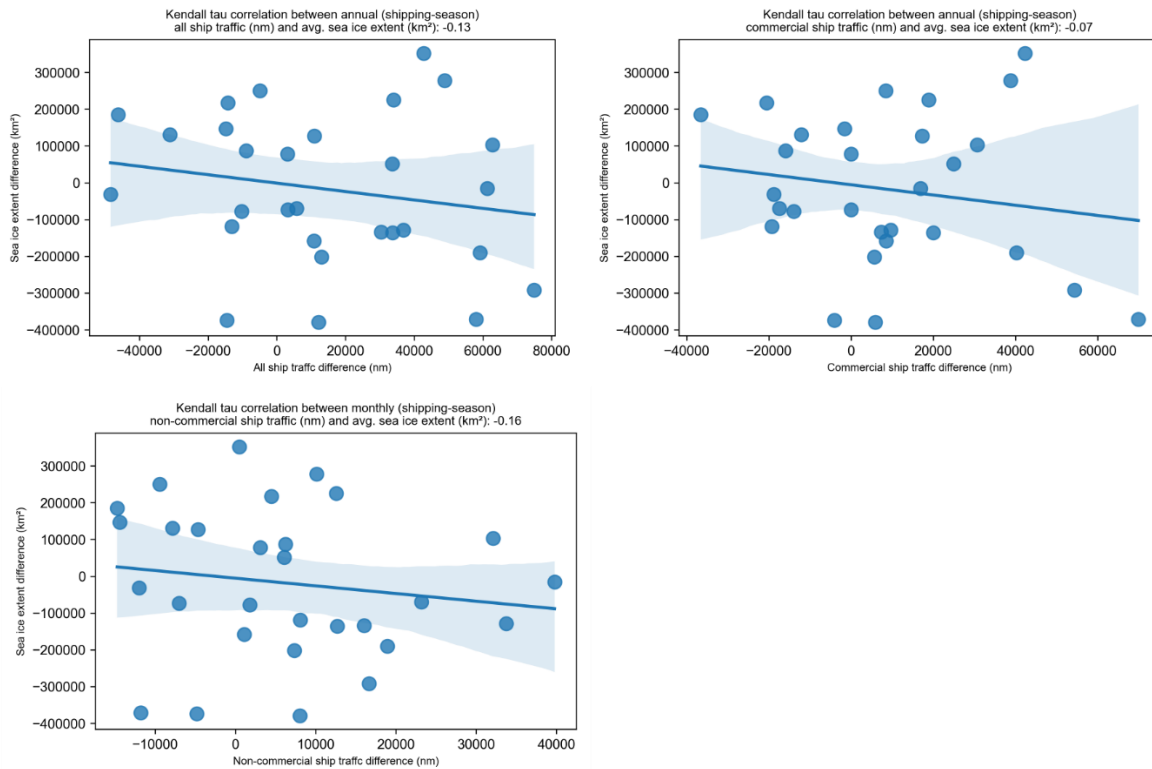 Kendall tau correlation between annual (shipping-season)
all ship traffic (nm) and avg. sea ice extent (km²): -0.13
Sea ice extent difference (km²)
300000
200000
100000
0
−100000
−200000
−300000
−400000
−40000 −20000 0 20000 40000 60000 80000
All ship traffc difference (nm)
Kendall tau correlation between annual (shipping-season)
commercial ship traffic (nm) and avg. sea ice extent (km²): -0.07
Sea ice extent difference (km²)
300000
200000
100000
0
−100000
−200000
−300000
−400000
−40000 −20000 0 20000 40000 60000
Commercial ship traffc difference (nm)
Kendall tau correlation between monthly (shipping-season)
non-commercial ship traffic (nm) and avg. sea ice extent (km²): -0.16
Sea ice extent difference (km²)
300000
200000
100000
0
−100000
−200000
−300000
−400000
−10000 0 10000 20000 30000 40000
Non-commercial ship traffc difference (nm)